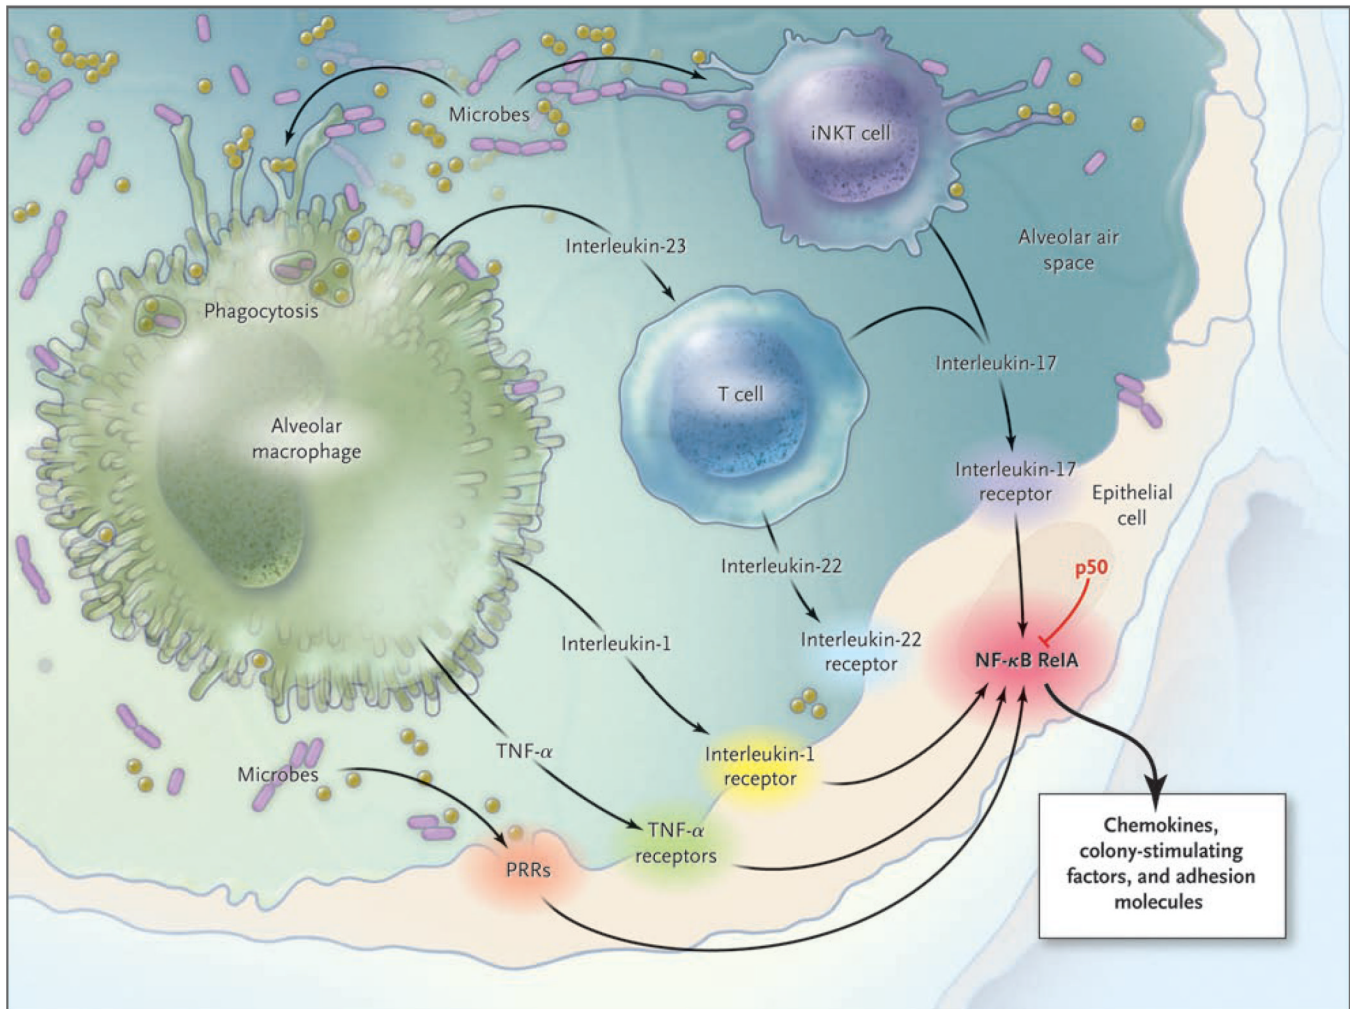 Microbes
iNKT cell
Interleukin-23
Alveolar air
space
Phagocytosis
Interleukin-17
T cell
Alveolar
macrophage
Interleukin-17
receptor
Epithelial
cell
Interleukin-22
p50
Interleukin-1
Interleukin-22
receptor
NF-κB RelA
TNF-α
Interleukin-1
receptor
Microbes
TNF-α
receptors
PRRs
Chemokines,
colony-stimulating
factors, and adhesion
molecules